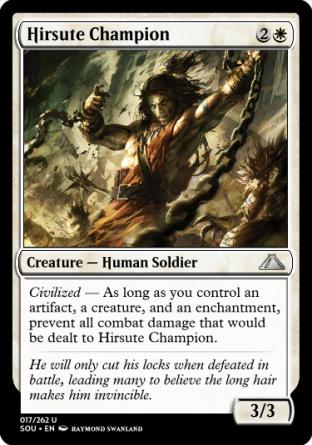 Hirsute Champion 2
Creature — Human Soldier
Civilized — As long as you control an
artifact, a creature, and an enchantment,
prevent all combat damage that would
be dealt to Hirsute Champion.
He will only cut his locks when defeated in
battle, leading many to believe the long hair
makes him invincible.
3/3
017/262 U
SOU • EN RAYMOND SWANLAND